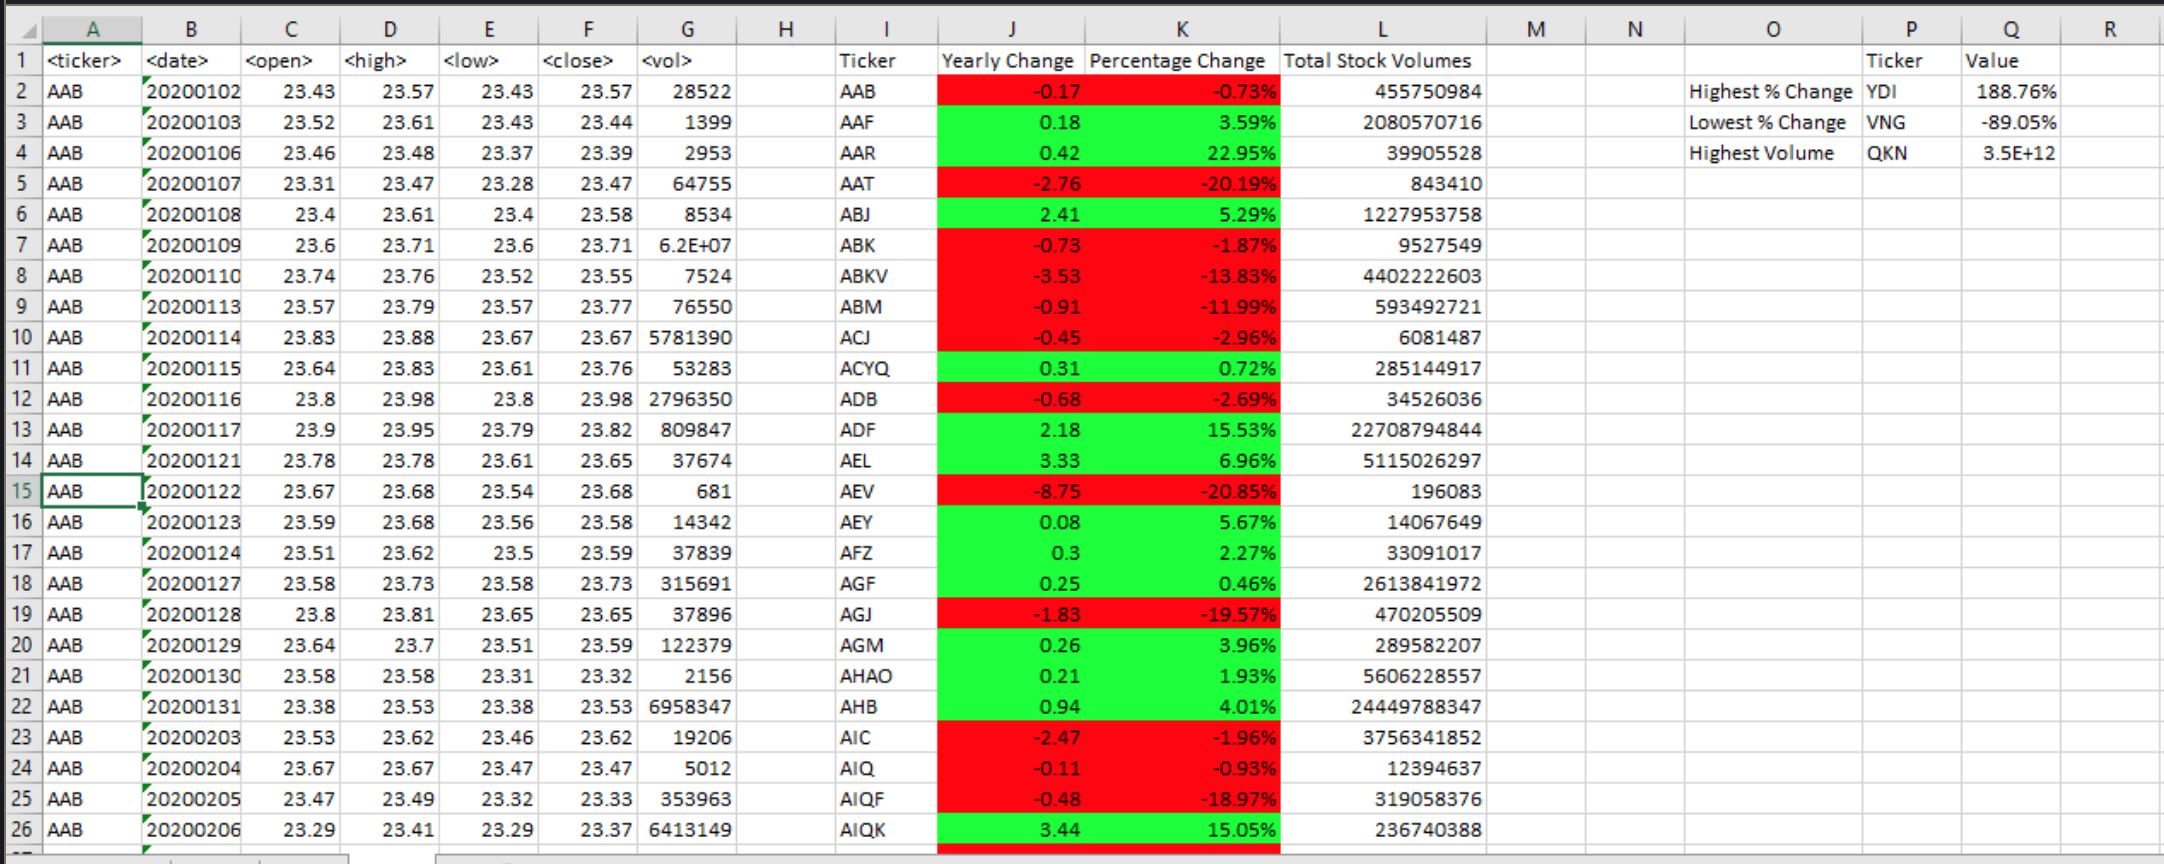 A B C D E F G H I J K L M N O P Q R
1 <ticker> <date> <open> <high> <low> <close> <vol> Ticker Yearly Change Percentage Change Total Stock Volumes Ticker Value
2 AAB 20200102 23.43 23.57 23.43 23.57 28522 AAB -0.17 -0.73% 455750984 Highest % Change YDI 188.76%
3 AAB 20200103 23.52 23.61 23.43 23.44 1399 AAF 0.18 3.59% 2080570716 Lowest % Change VNG -89.05%
4 AAB 20200106 23.46 23.48 23.37 23.39 2953 AAR 0.42 22.95% 39905528 Highest Volume QKN 3.5E+12
5 AAB 20200107 23.31 23.47 23.28 23.47 64755 AAT -2.76 -20.19% 843410
6 AAB 20200108 23.4 23.61 23.4 23.58 8534 ABJ 2.41 5.29% 1227953758
7 AAB 20200109 23.6 23.71 23.6 23.71 6.2E+07 ABK -0.73 -1.87% 9527549
8 AAB 20200110 23.74 23.76 23.52 23.55 7524 ABKV -3.53 -13.83% 4402222603
9 AAB 20200113 23.57 23.79 23.57 23.77 76550 ABM -0.91 -11.99% 593492721
10 AAB 20200114 23.83 23.88 23.67 23.67 5781390 ACJ -0.45 -2.96% 6081487
11 AAB 20200115 23.64 23.83 23.61 23.76 53283 ACYQ 0.31 0.72% 285144917
12 AAB 20200116 23.8 23.98 23.8 23.98 2796350 ADB -0.68 -2.69% 34526036
13 AAB 20200117 23.9 23.95 23.79 23.82 809847 ADF 2.18 15.53% 22708794844
14 AAB 20200121 23.78 23.78 23.61 23.65 37674 AEL 3.33 6.96% 5115026297
15 AAB 20200122 23.67 23.68 23.54 23.68 681 AEV -8.75 -20.85% 196083
16 AAB 20200123 23.59 23.68 23.56 23.58 14342 AEY 0.08 5.67% 14067649
17 AAB 20200124 23.51 23.62 23.5 23.59 37839 AFZ 0.3 2.27% 33091017
18 AAB 20200127 23.58 23.73 23.58 23.73 315691 AGF 0.25 0.46% 2613841972
19 AAB 20200128 23.8 23.81 23.65 23.65 37896 AGJ -1.83 -19.57% 470205509
20 AAB 20200129 23.64 23.7 23.51 23.59 122379 AGM 0.26 3.96% 289582207
21 AAB 20200130 23.58 23.58 23.31 23.32 2156 AHAO 0.21 1.93% 5606228557
22 AAB 20200131 23.38 23.53 23.38 23.53 6958347 AHB 0.94 4.01% 24449788347
23 AAB 20200203 23.53 23.62 23.46 23.62 19206 AIC -2.47 -1.96% 3756341852
24 AAB 20200204 23.67 23.67 23.47 23.47 5012 AIQ -0.11 -0.93% 12394637
25 AAB 20200205 23.47 23.49 23.32 23.33 353963 AIQF -0.48 -18.97% 319058376
26 AAB 20200206 23.29 23.41 23.29 23.37 6413149 AIQK 3.44 15.05% 236740388